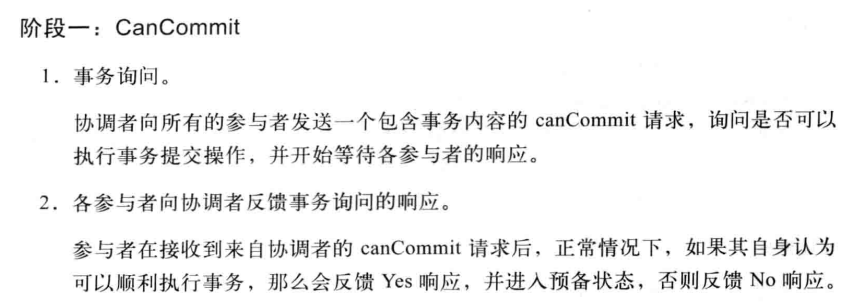 阶段一：CanCommit
1．事务询问。
协调者向所有的参与者发送一个包含事务内容的 canCommit 请求，询问是否可以
执行事务提交操作，并开始等待各参与者的响应。
2．各参与者向协调者反馈事务询问的响应。
参与者在接收到来自协调者的 canCommit 请求后，正常情况下，如果其自身认为
可以顺利执行事务，那么会反馈 Yes 响应，并进入预备状态，否则反馈 No 响应。